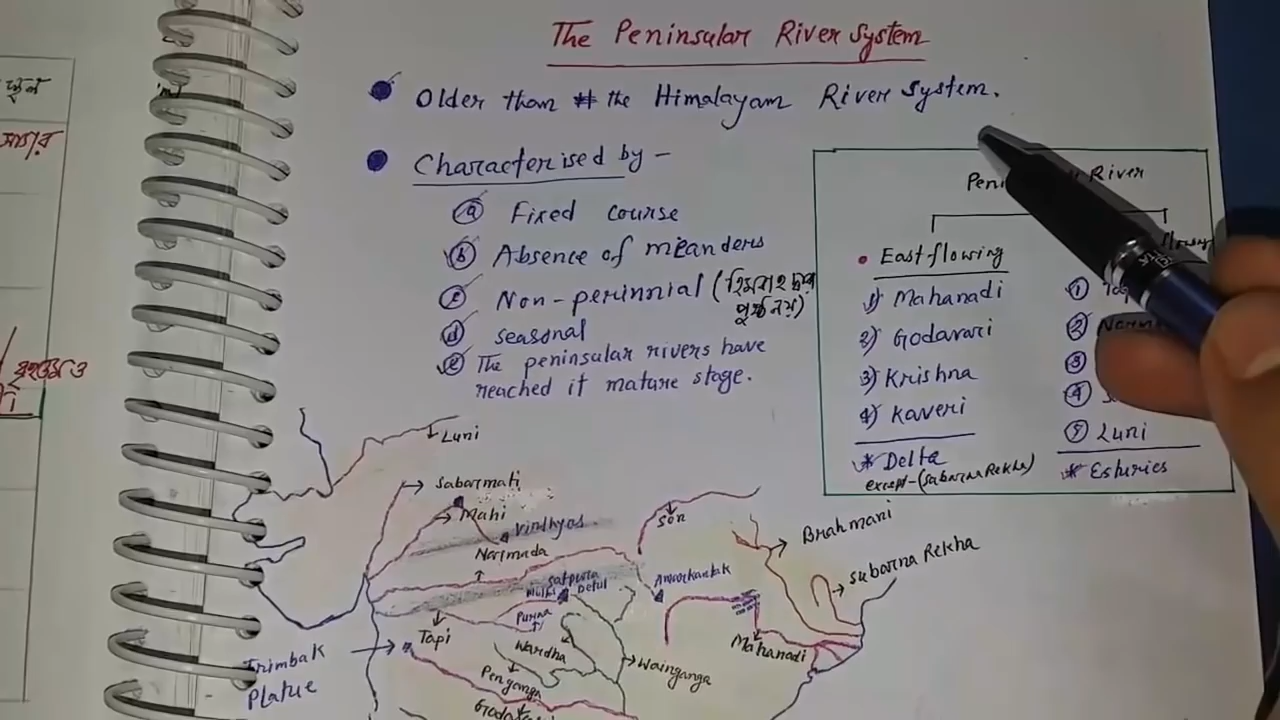 The Peninsular River System
Older than the Himalayam River System.
Characterised by -
(a) Fixed course
(b) Absence of meanders
(c) Non-perinnial (
(d) seasonal
(e) The peninsular rivers have
reached it mature stage.
River
East flowing
1) Mahanadi
2) Godavari
3) Krishna
4) Kaveri
* Delta
except-(Subarna Rekha)
①
②
③
④
⑤ Luni
* Esturies
Luni
Sabarmati
Mahi
Vindhyas
Narmada
Satpura
Multai Betul
Purna
Tapi
Wardha
Penganga
Wainganga
Son
Amarkantak
Mahanadi
Brahmani
Subarna Rekha
Trimbak
Platue